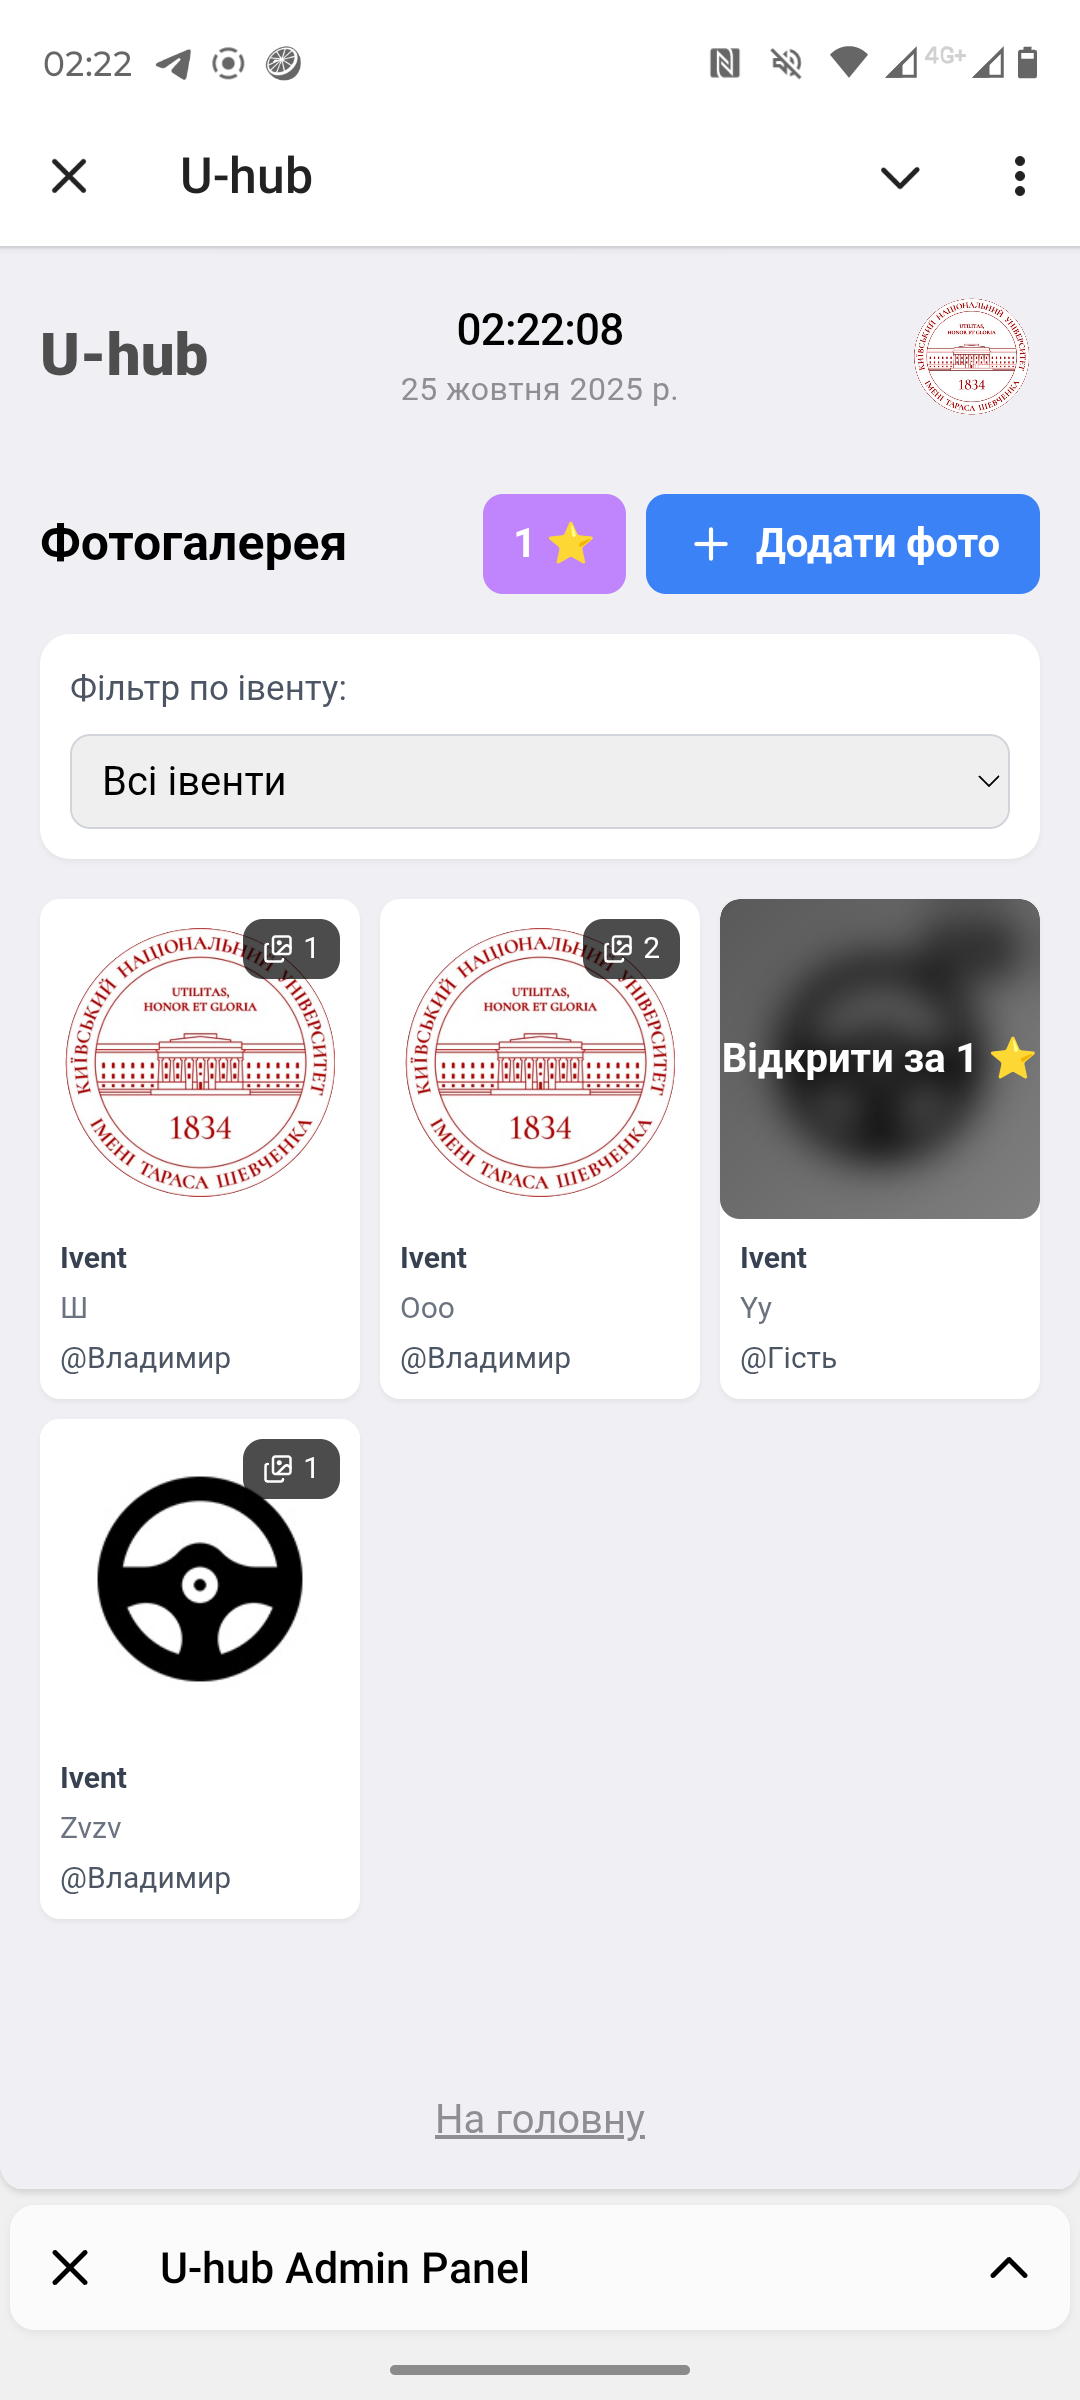 02:22
4G+
U-hub
U-hub
02:22:08
25 жовтня 2025 р.
КИЇВСЬКИЙ НАЦІОНАЛЬНИЙ УНІВЕРСИТЕТ
UTILITAS,
HONOR ET GLORIA
1834
ІМЕНІ ТАРАСА ШЕВЧЕНКА
Фотогалерея
1 ⭐
+ Додати фото
Фільтр по івенту:
Всі івенти
1
КИЇВСЬКИЙ НАЦІОНАЛЬНИЙ УНІВЕРСИТЕТ
UTILITAS,
HONOR ET GLORIA
1834
ІМЕНІ ТАРАСА ШЕВЧЕНКА
Ivent
Ш
@Владимир
2
КИЇВСЬКИЙ НАЦІОНАЛЬНИЙ УНІВЕРСИТЕТ
UTILITAS,
HONOR ET GLORIA
1834
ІМЕНІ ТАРАСА ШЕВЧЕНКА
Ivent
Ооо
@Владимир
Відкрити за 1 ⭐
Ivent
Yy
@Гість
1
Ivent
Zvzv
@Владимир
На головну
U-hub Admin Panel